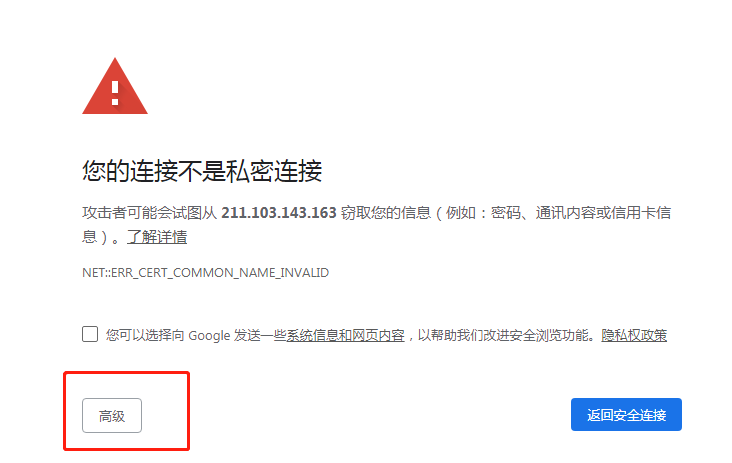 您的连接不是私密连接
攻击者可能会试图从 211.103.143.163 窃取您的信息（例如：密码、通讯内容或信用卡信
息）。了解详情
NET::ERR_CERT_COMMON_NAME_INVALID
您可以选择向 Google 发送一些系统信息和网页内容，以帮助我们改进安全浏览功能。隐私权政策
高级
返回安全连接